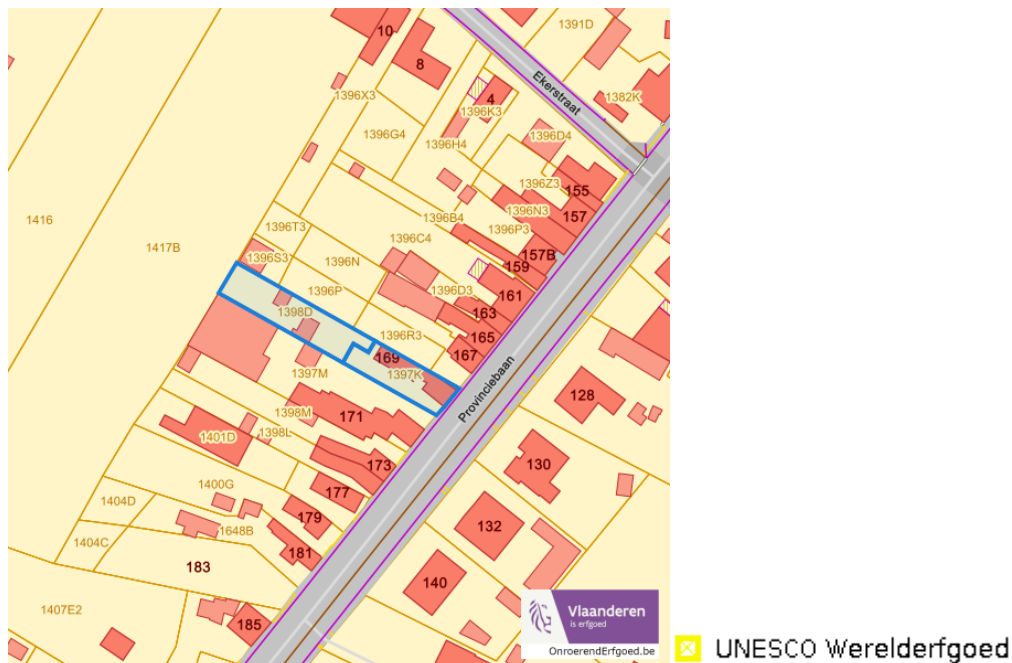 1391D
10
8
Ekerstraat
1396X3
4
1382K
1396K3
1396G4
1396D4
1396H4
1396Z3
155
1396N3
157
1416
1396B4
1396P3
1396T3
1396C4
1417B
157B
1396S3
1396N
159
1396P
1396D3
161
1398D
163
1396R3
165
169
167
1397M
1397K
Provinciebaan
128
1398M
171
1401D
1398L
173
130
1400G
177
1404D
179
132
1648B
1404C
181
183
140
1407E2
185
Vlaanderen
is erfgoed
OnroerendErfgoed.be
UNESCO Werelderfgoed